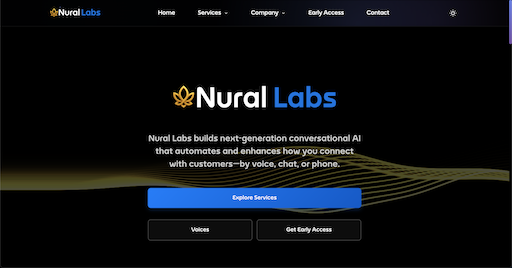 Nural Labs
Home
Services
Company
Early Access
Contact
Nural Labs
Nural Labs builds next-generation conversational AI
that automates and enhances how you connect
with customers—by voice, chat, or phone.
Explore Services
Voices
Get Early Access